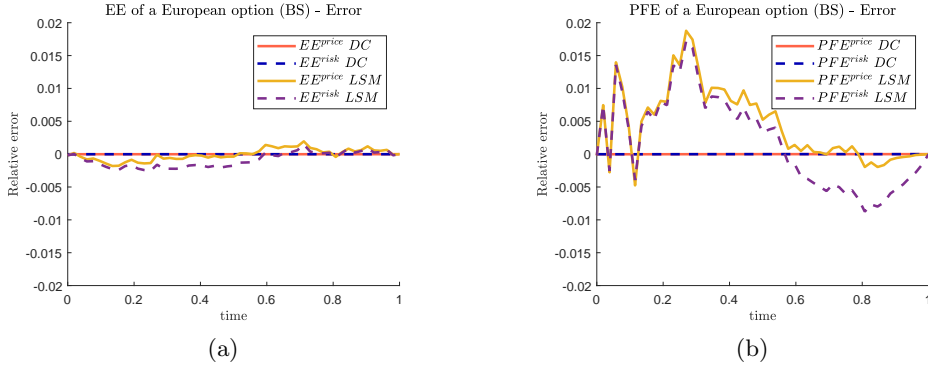 EE of a European option (BS) - Error
0.02
0.015
0.01
0.005
0
-0.005
-0.01
-0.015
-0.02
Relative error
EE^price DC
EE^risk DC
EE^price LSM
EE^risk LSM
0 0.2 0.4 0.6 0.8 1
time
(a)
PFE of a European option (BS) - Error
0.02
0.015
0.01
0.005
0
-0.005
-0.01
-0.015
-0.02
Relative error
PFE^price DC
PFE^risk DC
PFE^price LSM
PFE^risk LSM
0 0.2 0.4 0.6 0.8 1
time
(b)